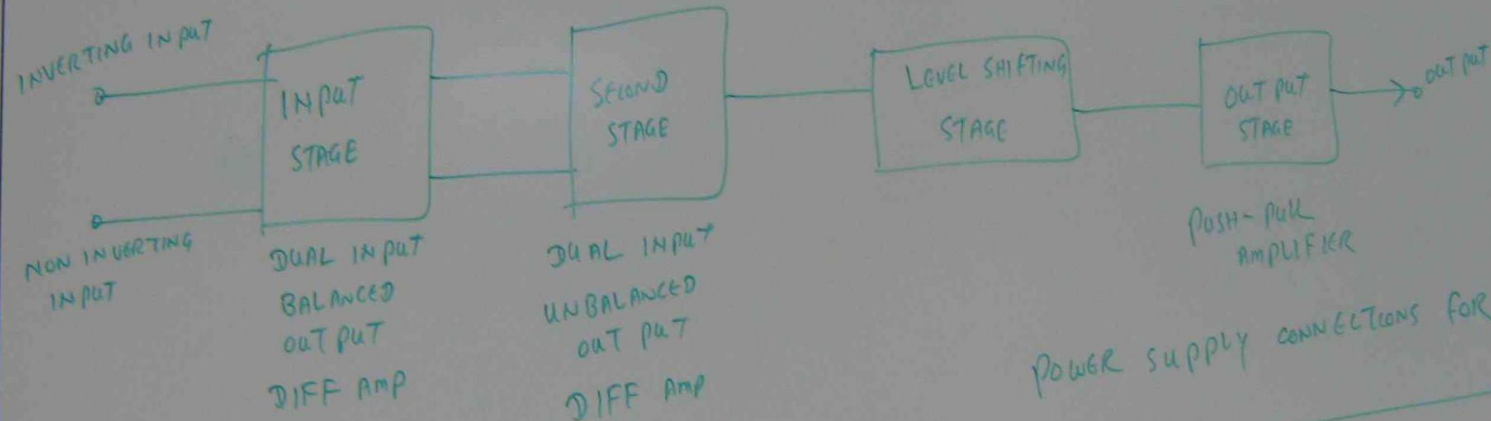 INVERTING INPUT
INPUT
STAGE
SECOND
STAGE
LEVEL SHIFTING
STAGE
OUTPUT
STAGE
OUTPUT
NON INVERTING
INPUT
DUAL INPUT
BALANCED
OUTPUT
DIFF AMP
DUAL INPUT
UNBALANCED
OUTPUT
DIFF AMP
PUSH-PULL
AMPLIFIER
POWER SUPPLY CONNECTIONS FOR